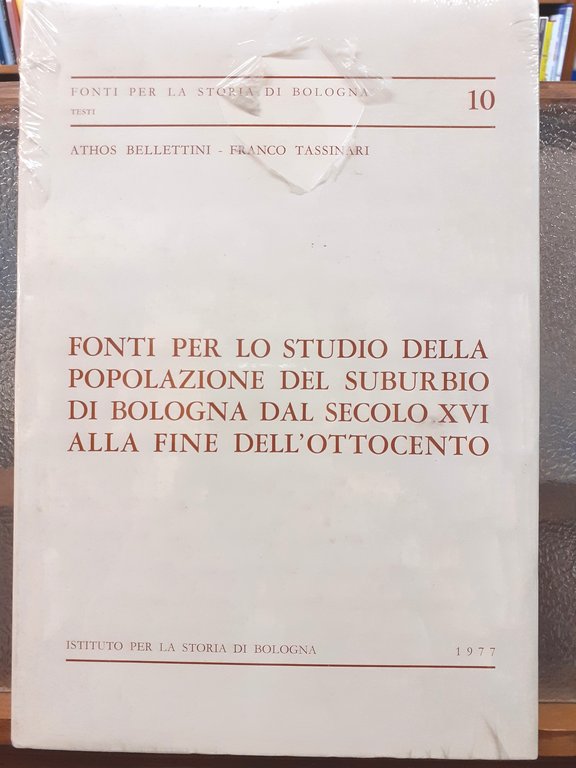 FONTI PER LA STORIA DI BOLOGNA
10
TESTI
ATHOS BELLETTINI - FRANCO TASSINARI
FONTI PER LO STUDIO DELLA
POPOLAZIONE DEL SUBURBIO
DI BOLOGNA DAL SECOLO XVI
ALLA FINE DELL'OTTOCENTO
ISTITUTO PER LA STORIA DI BOLOGNA 1977